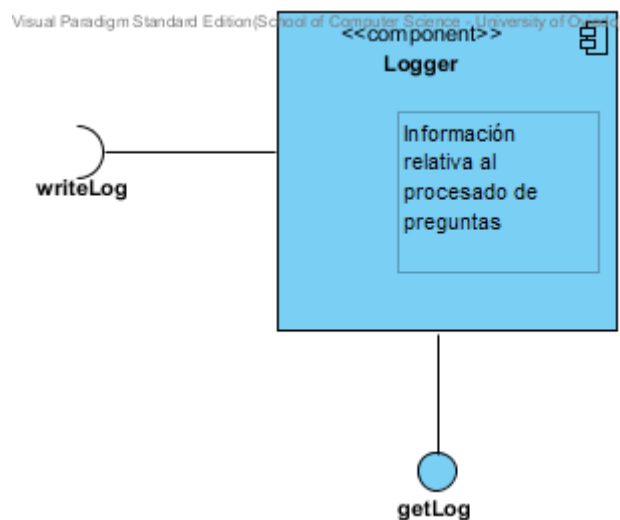 Visual Paradigm Standard Edition(School of Computer Science - University of Oviedo)
<<component>>
Logger
Información
relativa al
procesado de
preguntas
writeLog
getLog